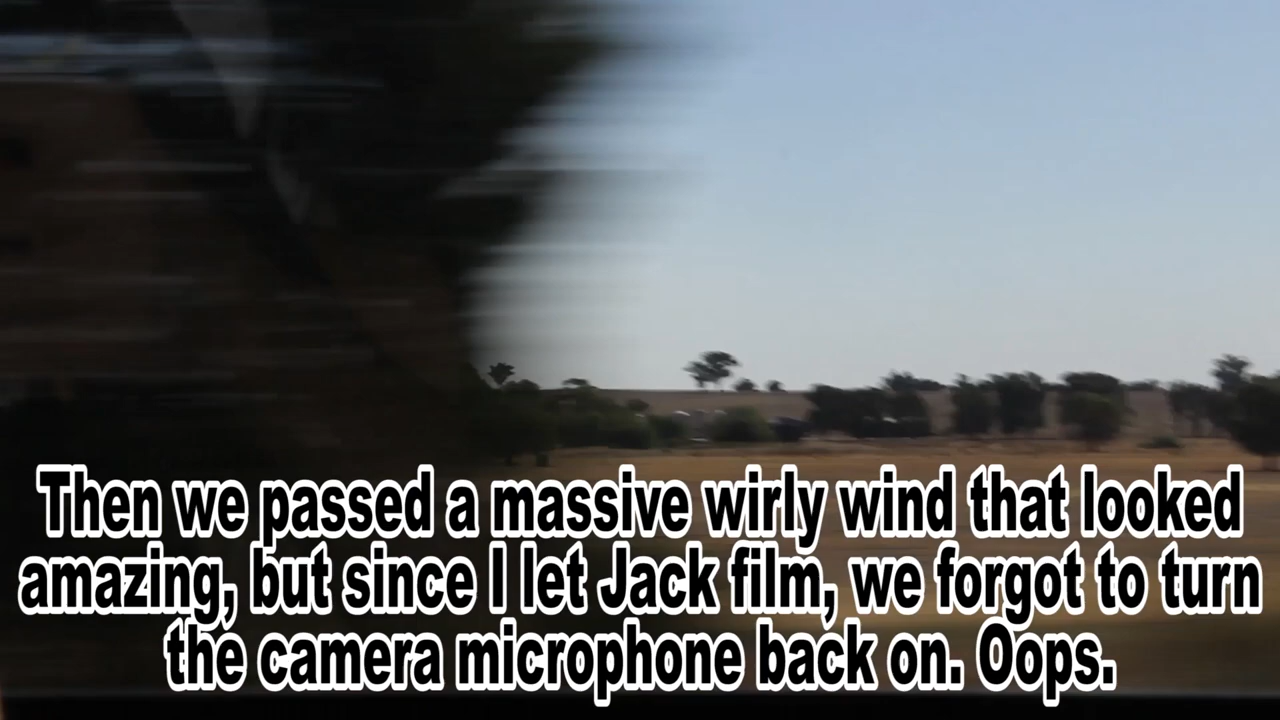 Then we passed a massive wirly wind that looked
amazing, but since I let Jack film, we forgot to turn
the camera microphone back on. Oops.